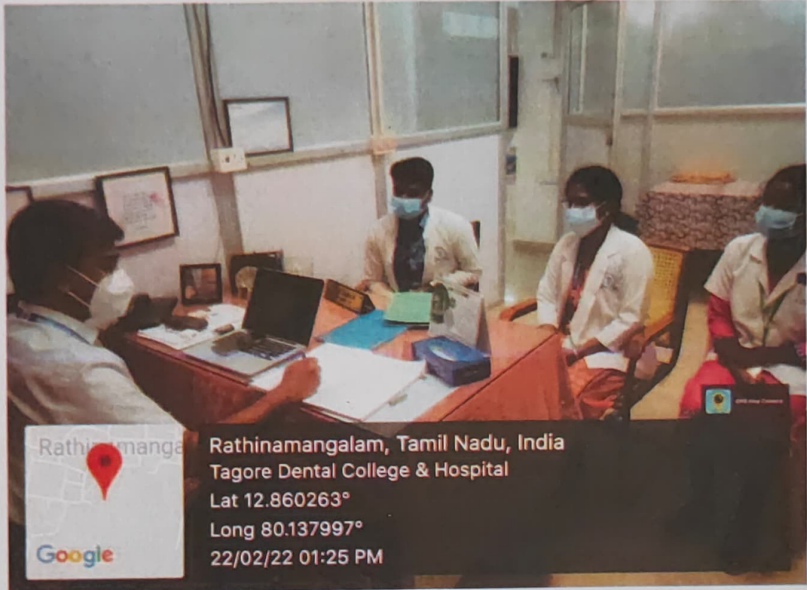 Rathinamangalam, Tamil Nadu, India
Tagore Dental College & Hospital
Lat 12.860263°
Long 80.137997°
22/02/22 01:25 PM
Google